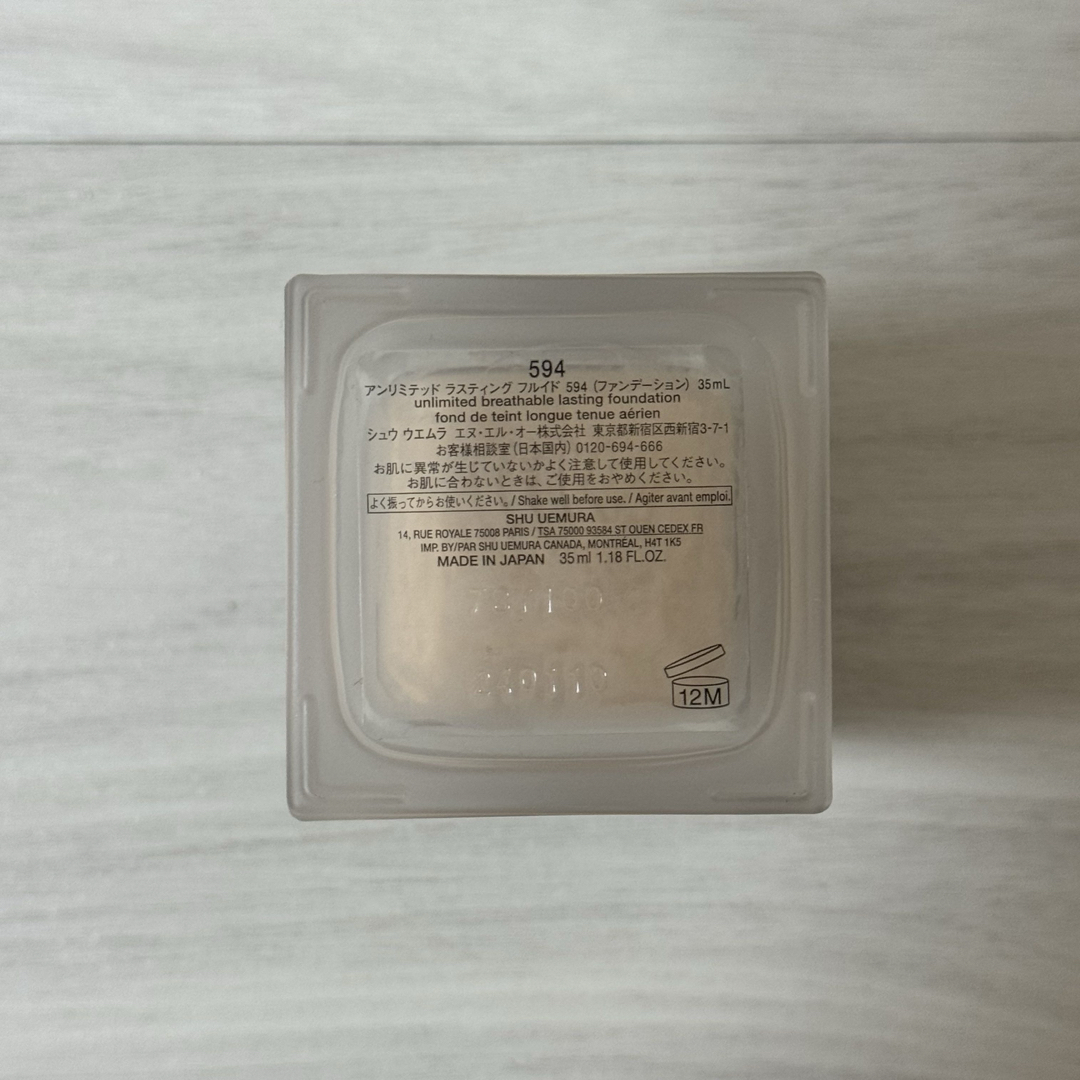 594
アンリミテッド ラスティング フルイド 594 (ファンデーション) 35mL
unlimited breathable lasting foundation
fond de teint longue tenue aérien
シュウ ウエムラ エヌ・エル・オー株式会社 東京都新宿区西新宿3-7-1
お客様相談室(日本国内) 0120-694-666
お肌に異常が生じていないかよく注意して使用してください。
お肌に合わないときは、ご使用をおやめください。
よく振ってからお使いください。/ Shake well before use. / Agiter avant emploi.
SHU UEMURA
14, RUE ROYALE 75008 PARIS / TSA 75000 93584 ST OUEN CEDEX FR
IMP. BY/PAR SHU UEMURA CANADA, MONTRÉAL, H4T 1K5
MADE IN JAPAN 35 ml 1.18 FL.OZ.
12M